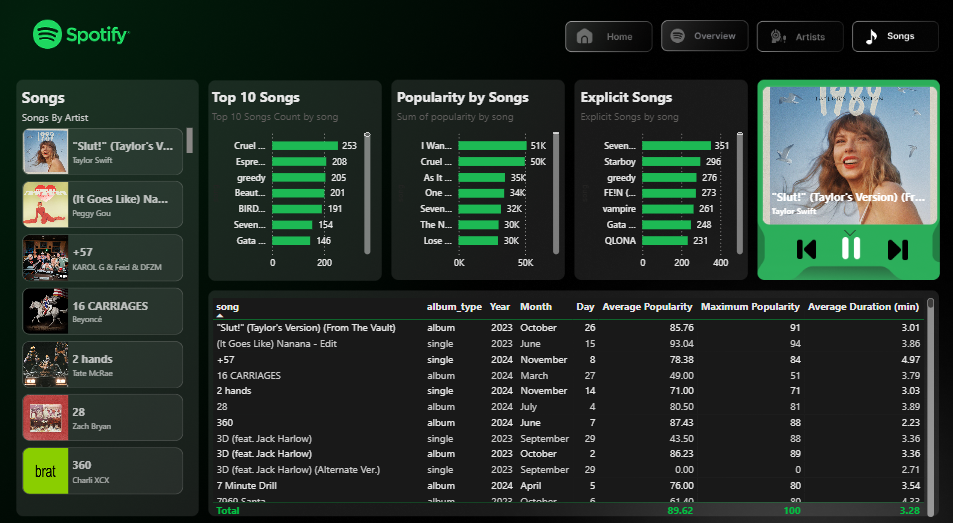 Spotify
Home
Overview
Artists
Songs
Songs
Songs By Artist
"Slut!" (Taylor's V...
Taylor Swift
(It Goes Like) Na...
Peggy Gou
+57
KAROL G & Feid & DFZM
16 CARRIAGES
Beyoncé
2 hands
Tate McRae
28
Zach Bryan
brat
360
Charli XCX
Top 10 Songs
Top 10 Songs Count by song
Cruel ... 253
Espre... 208
greedy 205
Beaut... 201
BIRD... 191
Seven... 154
Gata ... 146
0 200
Popularity by Songs
Sum of popularity by song
I Wan... 51K
Cruel ... 50K
As It ... 35K
One ... 34K
Seven... 32K
The N... 30K
Lose ... 30K
0K 50K
Explicit Songs
Explicit Songs by song
Seven... 351
Starboy 296
greedy 276
FEIN (... 273
vampire 261
Gata ... 248
QLONA 231
0 200 400
1989
"Slut!" (Taylor's Version) (Fr...
Taylor Swift
song album_type Year Month Day Average Popularity Maximum Popularity Average Duration (min)
"Slut!" (Taylor's Version) (From The Vault) album 2023 October 26 85.76 91 3.01
(It Goes Like) Nanana - Edit single 2023 June 15 93.04 94 3.86
+57 single 2024 November 8 78.38 84 4.97
16 CARRIAGES album 2024 March 27 49.00 51 3.79
2 hands single 2024 November 14 71.00 71 3.03
28 album 2024 July 4 80.50 81 3.89
360 album 2024 June 7 87.43 88 2.23
3D (feat. Jack Harlow) single 2023 September 29 43.50 88 3.36
3D (feat. Jack Harlow) album 2023 October 2 86.23 89 3.36
3D (feat. Jack Harlow) (Alternate Ver.) single 2023 September 29 0.00 0 2.71
7 Minute Drill album 2024 April 5 76.00 80 3.54
7969 Santa album 2023 October 6 61.40 80 4.33
Total 89.62 100 3.28